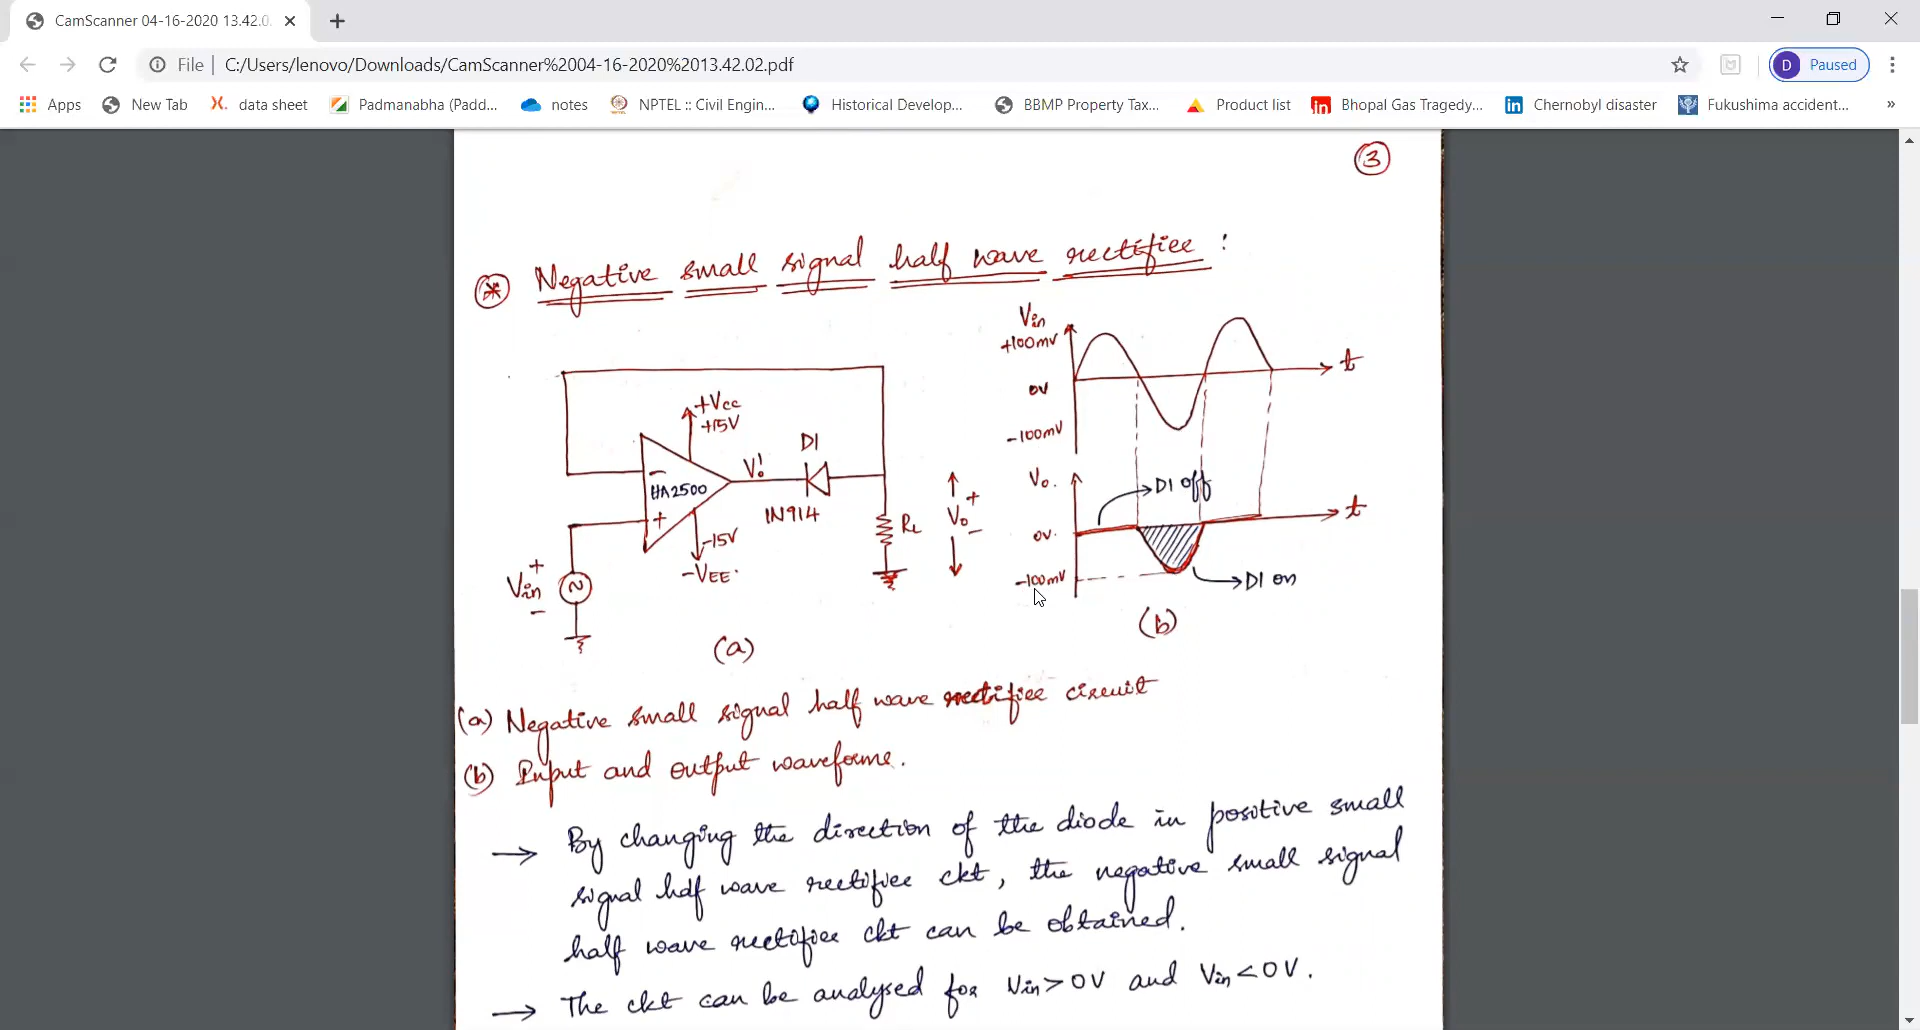 CamScanner 04-16-2020 13.42.0
File | C:/Users/lenovo/Downloads/CamScanner%2004-16-2020%2013.42.02.pdf
D Paused
Apps New Tab data sheet Padmanabha (Padd... notes NPTEL :: Civil Engin... Historical Develop... BBMP Property Tax... Product list Bhopal Gas Tragedy... Chernobyl disaster Fukushima accident... »
3
* Negative small signal half wave rectifier :
+VCC
+15V
D1
Vo'
HA2500
-
+
1N914
RL
+
Vo
-
-15V
-VEE
+
Vin
-
(a)
Vin
+100mV
t
0V
-100mV
Vo
D1 off
t
0V
-100mV
D1 on
(b)
(a) Negative small signal half wave rectifier circuit
(b) Input and output waveforms.
→ By changing the direction of the diode in positive small
signal half wave rectifier ckt, the negative small signal
half wave rectifier ckt can be obtained.
→ The ckt can be analysed for Vin > 0V and Vin < 0V.